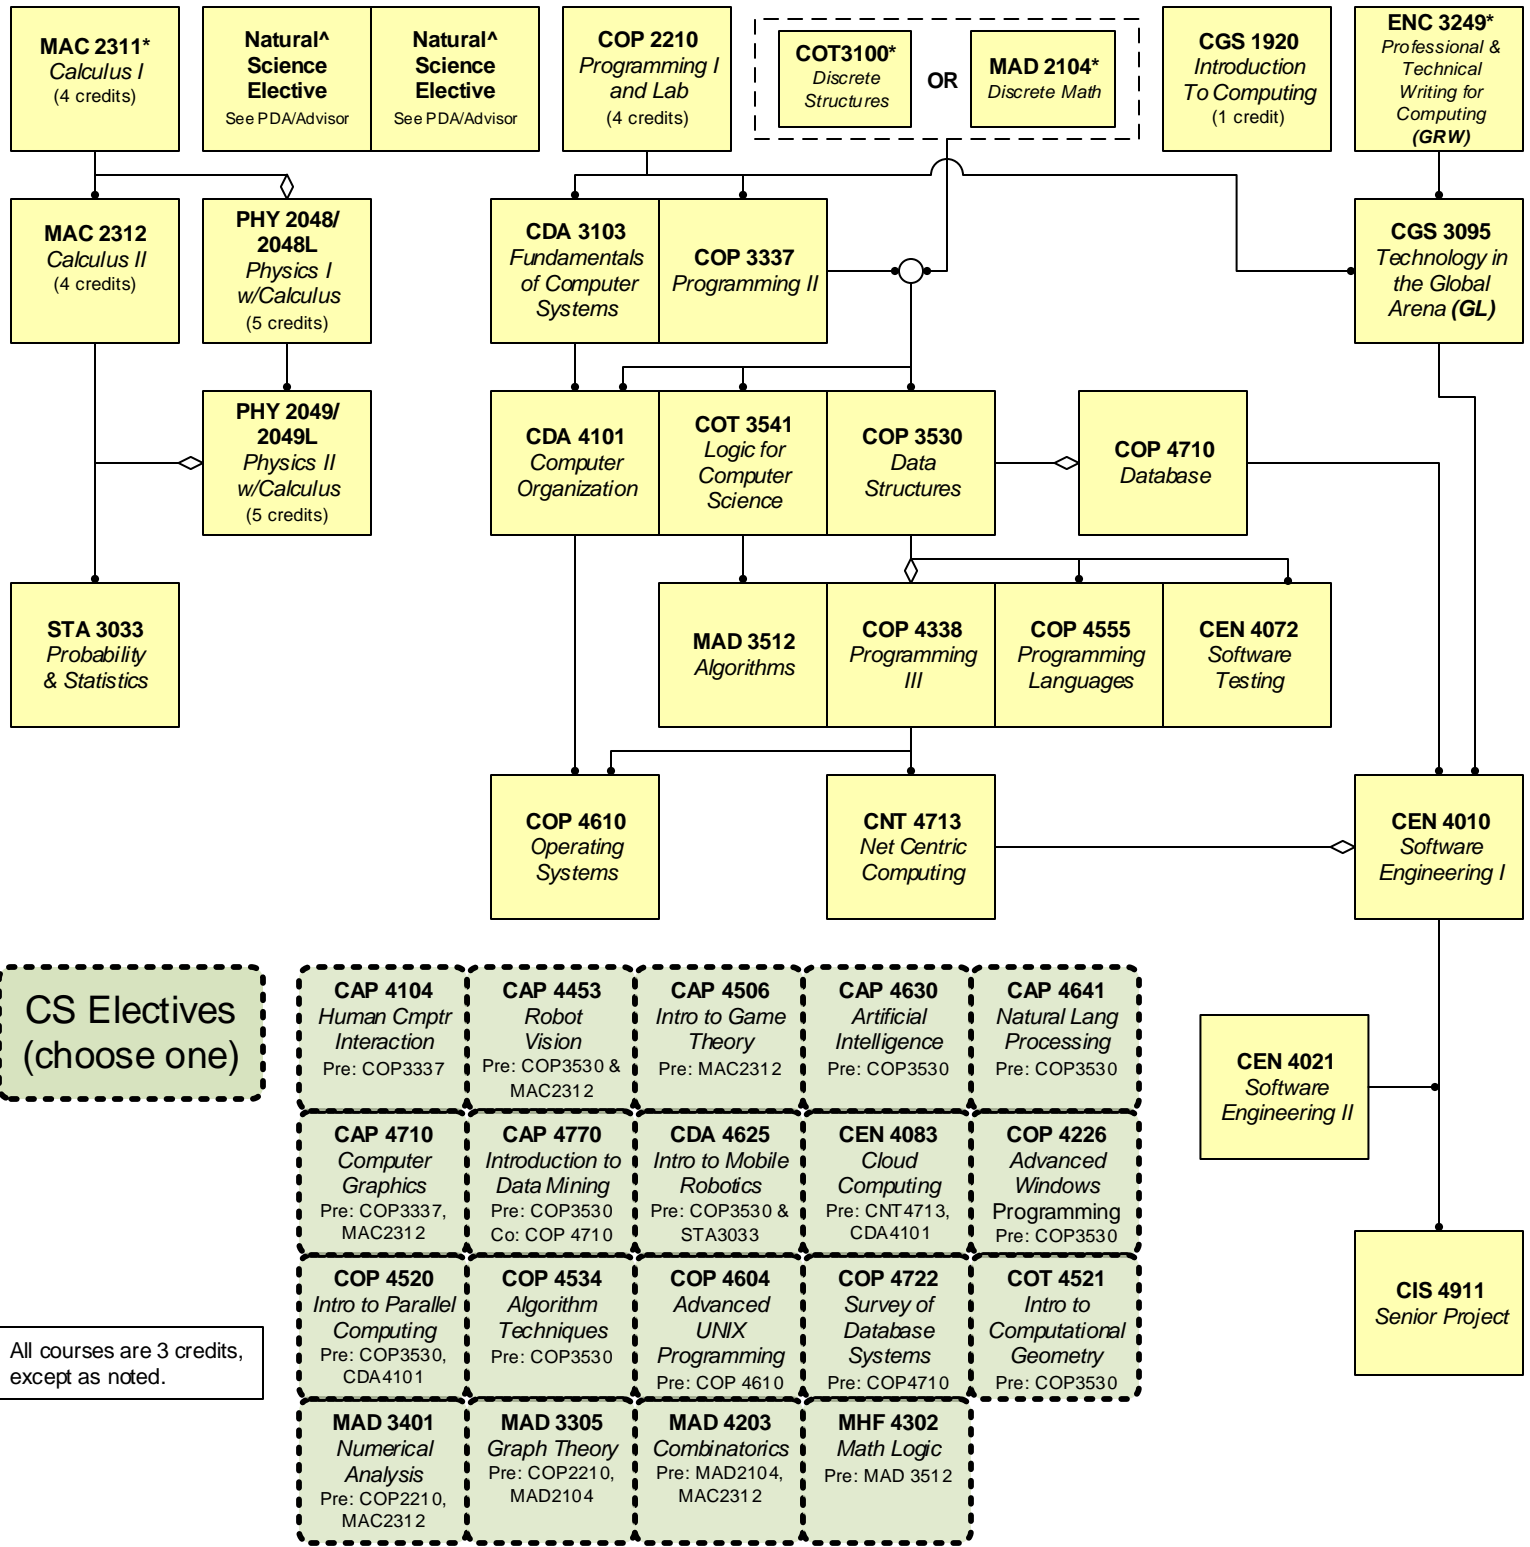 MAC 2311*
Calculus I
(4 credits)
Natural^
Science
Elective
See PDA/Advisor
Natural^
Science
Elective
See PDA/Advisor
COP 2210
Programming I
and Lab
(4 credits)
COT3100*
Discrete
Structures
OR
MAD 2104*
Discrete Math
CGS 1920
Introduction
To Computing
(1 credit)
ENC 3249*
Professional &
Technical
Writing for
Computing
(GRW)
MAC 2312
Calculus II
(4 credits)
PHY 2048/
2048L
Physics I
w/Calculus
(5 credits)
CDA 3103
Fundamentals
of Computer
Systems
COP 3337
Programming II
CGS 3095
Technology in
the Global
Arena (GL)
PHY 2049/
2049L
Physics II
w/Calculus
(5 credits)
CDA 4101
Computer
Organization
COT 3541
Logic for
Computer
Science
COP 3530
Data
Structures
COP 4710
Database
STA 3033
Probability
& Statistics
MAD 3512
Algorithms
COP 4338
Programming
III
COP 4555
Programming
Languages
CEN 4072
Software
Testing
COP 4610
Operating
Systems
CNT 4713
Net Centric
Computing
CEN 4010
Software
Engineering I
CS Electives
(choose one)
CAP 4104
Human Cmptr
Interaction
Pre: COP3337
CAP 4453
Robot
Vision
Pre: COP3530 &
MAC2312
CAP 4506
Intro to Game
Theory
Pre: MAC2312
CAP 4630
Artificial
Intelligence
Pre: COP3530
CAP 4641
Natural Lang
Processing
Pre: COP3530
CEN 4021
Software
Engineering II
CAP 4710
Computer
Graphics
Pre: COP3337,
MAC2312
CAP 4770
Introduction to
Data Mining
Pre: COP3530
Co: COP 4710
CDA 4625
Intro to Mobile
Robotics
Pre: COP3530 &
STA3033
CEN 4083
Cloud
Computing
Pre: CNT4713,
CDA4101
COP 4226
Advanced
Windows
Programming
Pre: COP3530
COP 4520
Intro to Parallel
Computing
Pre: COP3530,
CDA4101
COP 4534
Algorithm
Techniques
Pre: COP3530
COP 4604
Advanced
UNIX
Programming
Pre: COP 4610
COP 4722
Survey of
Database
Systems
Pre: COP4710
COT 4521
Intro to
Computational
Geometry
Pre: COP3530
CIS 4911
Senior Project
All courses are 3 credits,
except as noted.
MAD 3401
Numerical
Analysis
Pre: COP2210,
MAC2312
MAD 3305
Graph Theory
Pre: COP2210,
MAD2104
MAD 4203
Combinatorics
Pre: MAD2104,
MAC2312
MHF 4302
Math Logic
Pre: MAD 3512